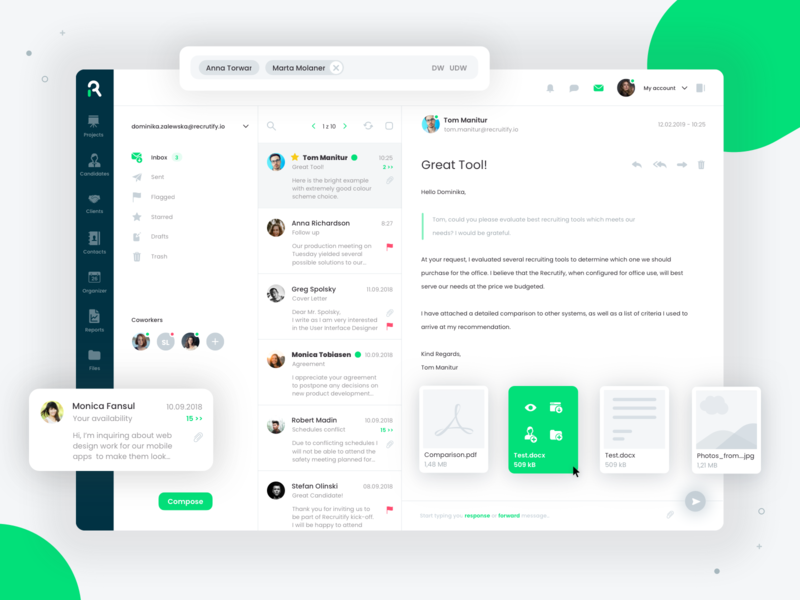 Anna Torwar
Marta Molaner
DW UDW
My account
Projects
Candidates
Clients
Contacts
Organizer
Reports
Files
dominika.zalewska@recrutify.io
Inbox 3
Sent
Flagged
Starred
Drafts
Trash
Coworkers
SL
Monica Fansul 10.09.2018
Your availability 15
Hi, I'm inquiring about web
design work for our mobile
apps to make them look...
Compose
1 z 10
Tom Manitur 10:25
Great Tool! 2
Here is the bright example
with extremely good colour
scheme choice.
Anna Richardson 8:27
Follow up
Our production meeting on
Tuesday yielded several
possible solutions to our...
Greg Spolsky 11.09.2018
Cover Letter
Dear Mr. Spolsky,
I write as I am very interested
in the User Interface Designer
Monica Tobiasen 10.09.2018
Agreement
I appreciate your agreement
to postpone any decisions on
new product development...
Robert Madin 10.09.2018
Schedules conflict 15
Due to conflicting schedules I
will not be able to attend the
safety meeting planned for...
Stefan Olinski 08.09.2018
Great Candidate!
Thank you for inviting us to
be part of Recruitify kick-off.
I will be happy to attend
Tom Manitur
tom.manitur@recrutify.io
12.02.2019 - 10:25
Great Tool!
Hello Dominika,
Tom, could you please evaluate best recruiting tools which meets our
needs? I would be grateful.
At your request, I evaluated several recruiting tools to determine which one we should
purchase for the office. I believe that the Recrutify, when configured for office use, will best
serve our needs at the price we budgeted.
I have attached a detailed comparison to other systems, as well as a list of criteria I used to
arrive at my recommendation.
Kind Regards,
Tom Manitur
Comparison.pdf
1,48 MB
Test.docx
509 kB
Test.docx
509 kB
Photos_from...jpg
1,21 MB
Start typing you response or forward message...